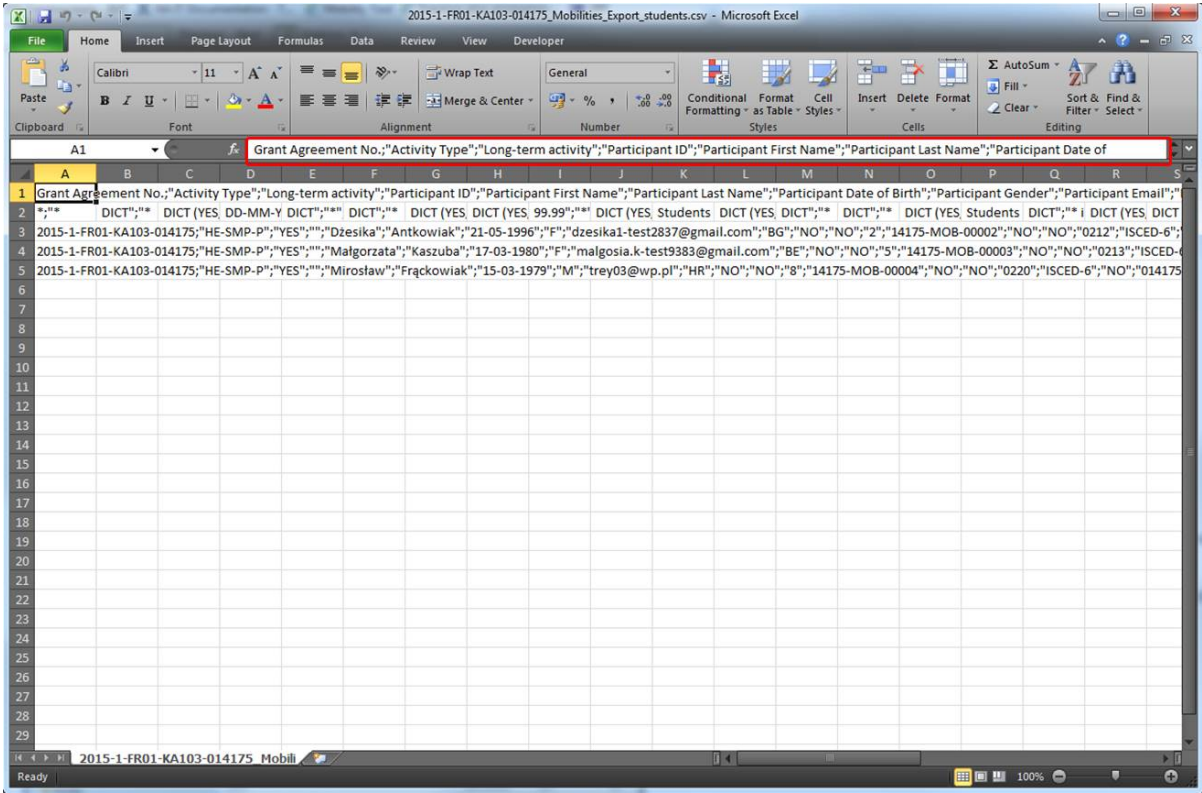 2015-1-FR01-KA103-014175_Mobilities_Export_students.csv - Microsoft Excel
File Home Insert Page Layout Formulas Data Review View Developer
Paste
Clipboard
Calibri 11
B I U
Font
Wrap Text
Merge & Center
Alignment
General
% , .00 .0
Number
Conditional Formatting Format as Table Cell Styles
Styles
Insert Delete Format
Cells
Σ AutoSum
Fill
Clear
Sort & Filter Find & Select
Editing
A1 fx Grant Agreement No.;"Activity Type";"Long-term activity";"Participant ID";"Participant First Name";"Participant Last Name";"Participant Date of
A B C D E F G H I J K L M N O P Q R S
1 Grant Agreement No.;"Activity Type";"Long-term activity";"Participant ID";"Participant First Name";"Participant Last Name";"Participant Date of Birth";"Participant Gender";"Participant Email";"
2 *;"* DICT";"* DICT (YES, DD-MM-Y DICT";"*" DICT";"* DICT (YES, DICT (YES, 99.99";"*" DICT (YES, Students DICT (YES, DICT";"* DICT";"* DICT (YES, Students DICT";"* i DICT (YES, DICT
3 2015-1-FR01-KA103-014175;"HE-SMP-P";"YES";"";"Dżesika";"Antkowiak";"21-05-1996";"F";"dzesika1-test2837@gmail.com";"BG";"NO";"NO";"2";"14175-MOB-00002";"NO";"NO";"0212";"ISCED-6";"
4 2015-1-FR01-KA103-014175;"HE-SMP-P";"YES";"";"Małgorzata";"Kaszuba";"17-03-1980";"F";"malgosia.k-test9383@gmail.com";"BE";"NO";"NO";"5";"14175-MOB-00003";"NO";"NO";"0213";"ISCED-6
5 2015-1-FR01-KA103-014175;"HE-SMP-P";"YES";"";"Mirosław";"Frąckowiak";"15-03-1979";"M";"trey03@wp.pl";"HR";"NO";"NO";"8";"14175-MOB-00004";"NO";"NO";"0220";"ISCED-6";"NO";"014175
6
7
8
9
10
11
12
13
14
15
16
17
18
19
20
21
22
23
24
25
26
27
28
29
2015-1-FR01-KA103-014175_Mobili
Ready 100%